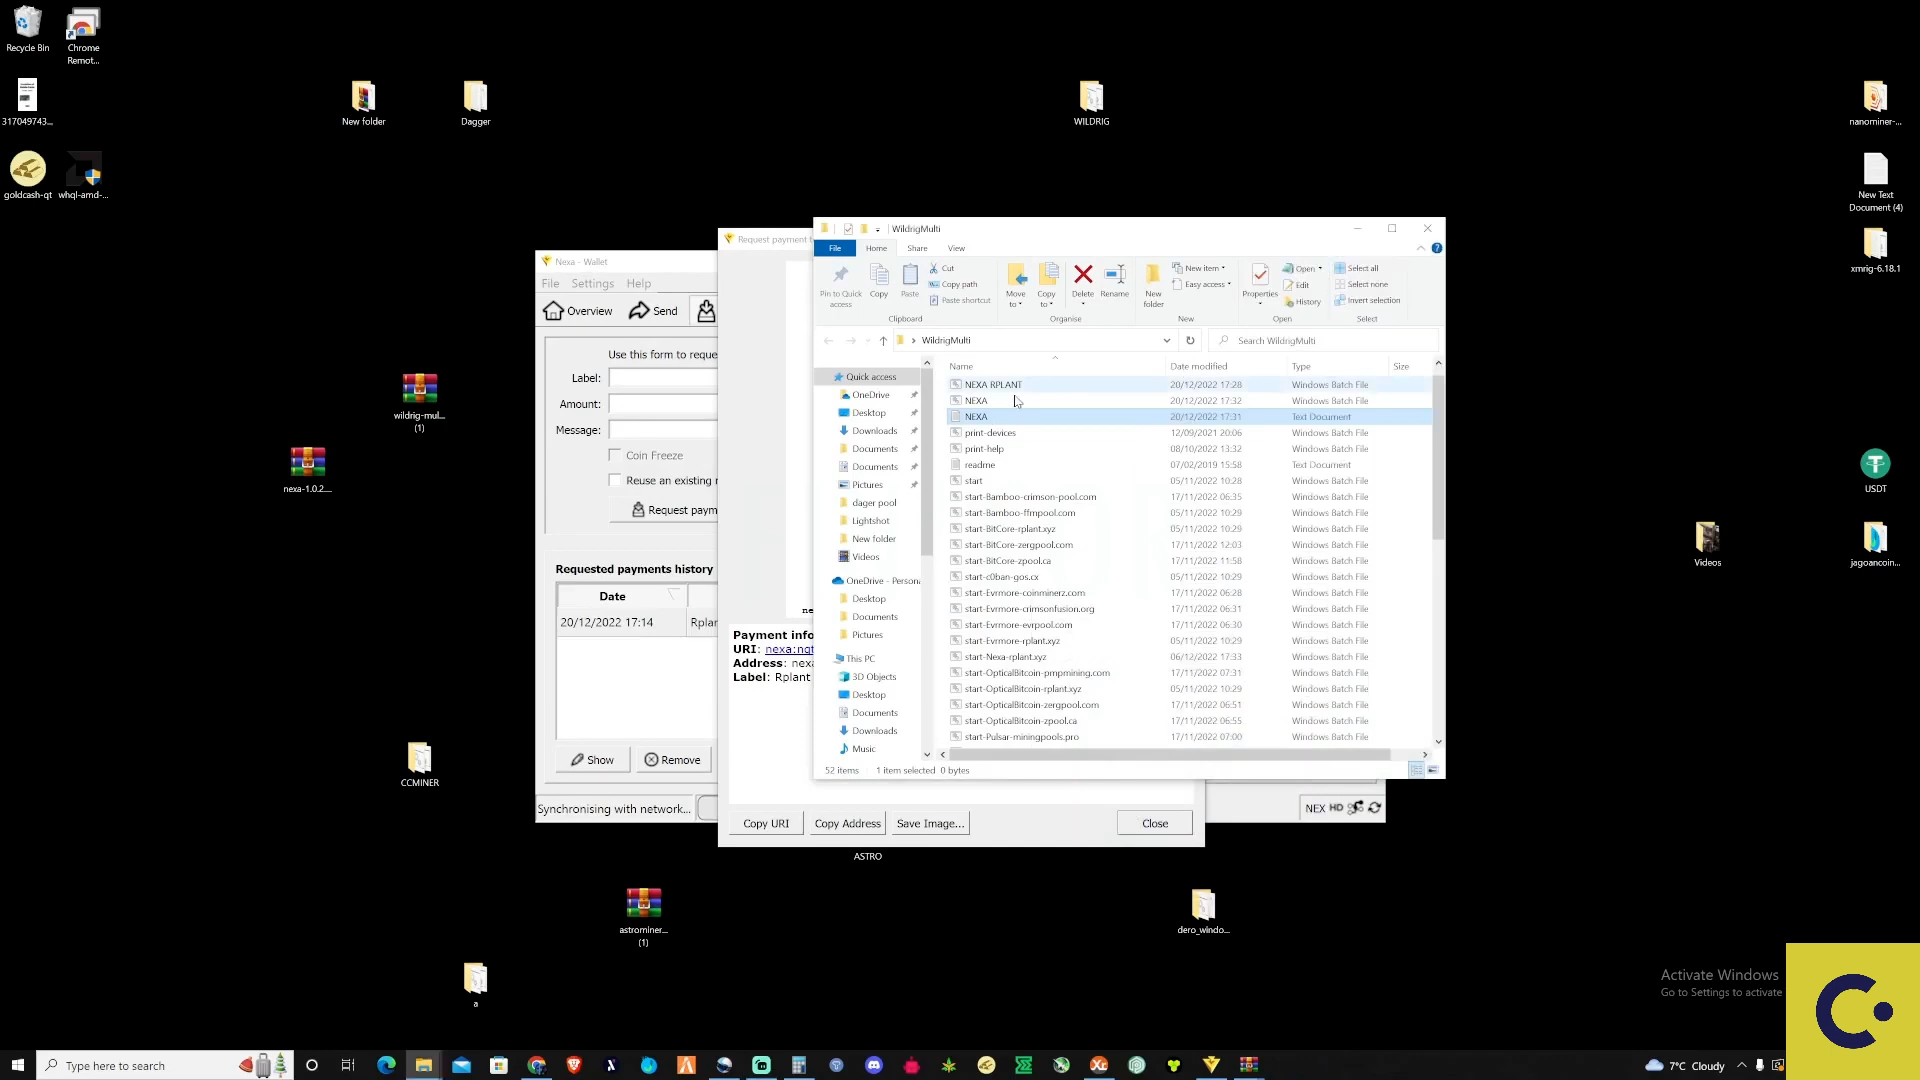 Recycle Bin
Chrome
Remot...
317049743...
New folder
Dagger
WILDRIG
nanominer-...
goldcash-qt
whql-amd-...
New Text
Document (4)
xmrig-6.18.1
wildrig-mul...
(1)
nexa-1.0.2....
CCMINER
ASTRO
astrominer...
(1)
dero_windo...
a
USDT
Videos
jagoancoin...
Nexa - Wallet
File
Settings
Help
Overview
Send
Use this form to reque
Label:
Amount:
Message:
Coin Freeze
Reuse an existing r
Request paym
Requested payments history
Date
20/12/2022 17:14
Rplar
Show
Remove
Synchronising with network...
NEX HD
Request payment f
ne
Payment info
URI: nexa:nqt
Address: nexa
Label: Rplant
Copy URI
Copy Address
Save Image...
Close
WildrigMulti
File
Home
Share
View
Pin to Quick
access
Copy
Paste
Cut
Copy path
Paste shortcut
Clipboard
Move
to
Copy
to
Delete
Rename
Organise
New
folder
New item
Easy access
New
Properties
Open
Edit
History
Open
Select all
Select none
Invert selection
Select
WildrigMulti
Search WildrigMulti
Quick access
OneDrive
Desktop
Downloads
Documents
Documents
Pictures
dager pool
Lightshot
New folder
Videos
OneDrive - Persona
Desktop
Documents
Pictures
This PC
3D Objects
Desktop
Documents
Downloads
Music
Name Date modified Type Size
NEXA RPLANT 20/12/2022 17:28 Windows Batch File
NEXA 20/12/2022 17:32 Windows Batch File
NEXA 20/12/2022 17:31 Text Document
print-devices 12/09/2021 20:06 Windows Batch File
print-help 08/10/2022 13:32 Windows Batch File
readme 07/02/2019 15:58 Text Document
start 05/11/2022 10:28 Windows Batch File
start-Bamboo-crimson-pool.com 17/11/2022 06:35 Windows Batch File
start-Bamboo-ffmpool.com 05/11/2022 10:29 Windows Batch File
start-BitCore-rplant.xyz 05/11/2022 10:29 Windows Batch File
start-BitCore-zergpool.com 17/11/2022 12:03 Windows Batch File
start-BitCore-zpool.ca 17/11/2022 11:58 Windows Batch File
start-c0ban-gos.cx 05/11/2022 10:29 Windows Batch File
start-Evrmore-coinminerz.com 17/11/2022 06:28 Windows Batch File
start-Evrmore-crimsonfusion.org 17/11/2022 06:31 Windows Batch File
start-Evrmore-evrpool.com 17/11/2022 06:30 Windows Batch File
start-Evrmore-rplant.xyz 05/11/2022 10:29 Windows Batch File
start-Nexa-rplant.xyz 06/12/2022 17:33 Windows Batch File
start-OpticalBitcoin-pmpmining.com 17/11/2022 07:31 Windows Batch File
start-OpticalBitcoin-rplant.xyz 05/11/2022 10:29 Windows Batch File
start-OpticalBitcoin-zergpool.com 17/11/2022 06:51 Windows Batch File
start-OpticalBitcoin-zpool.ca 17/11/2022 06:55 Windows Batch File
start-Pulsar-miningpools.pro 17/11/2022 07:00 Windows Batch File
52 items 1 item selected 0 bytes
Activate Windows
Go to Settings to activate
Type here to search
7°C Cloudy